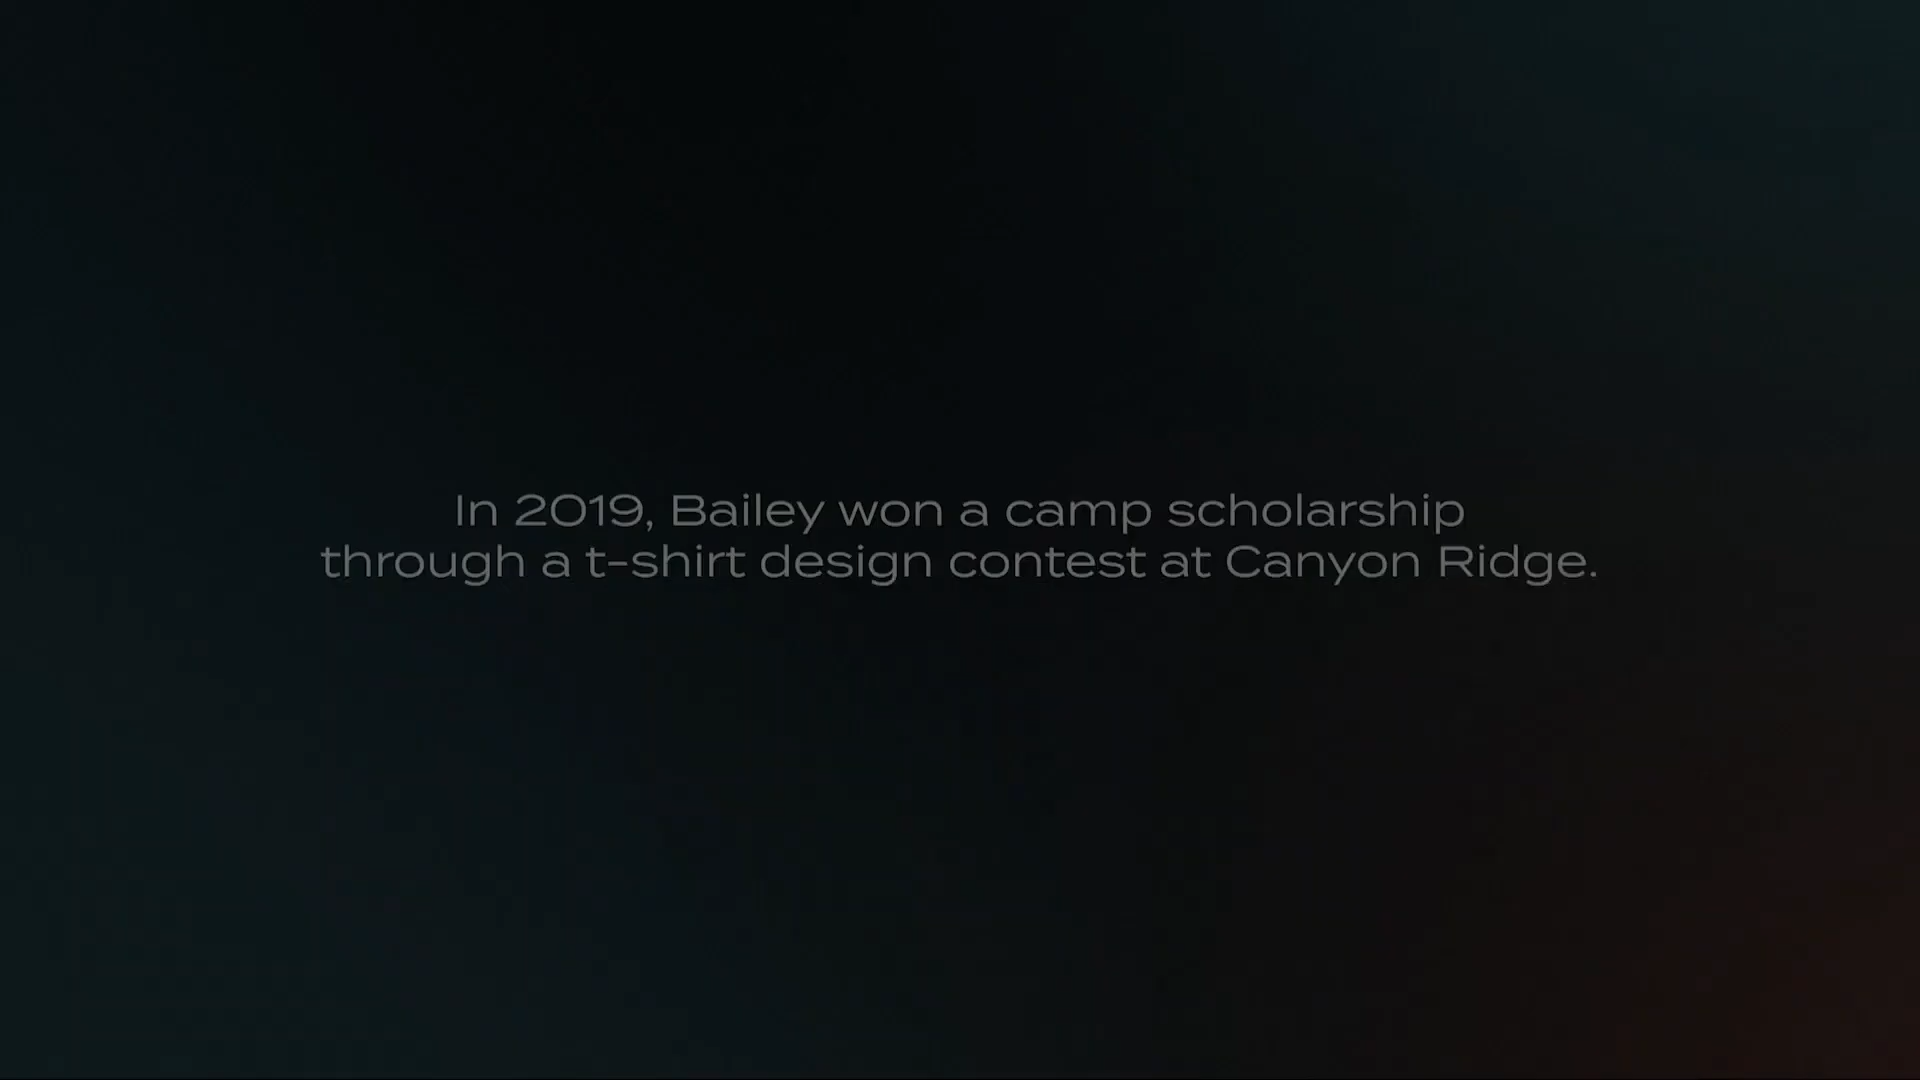 In 2019, Bailey won a camp scholarship
through a t-shirt design contest at Canyon Ridge.